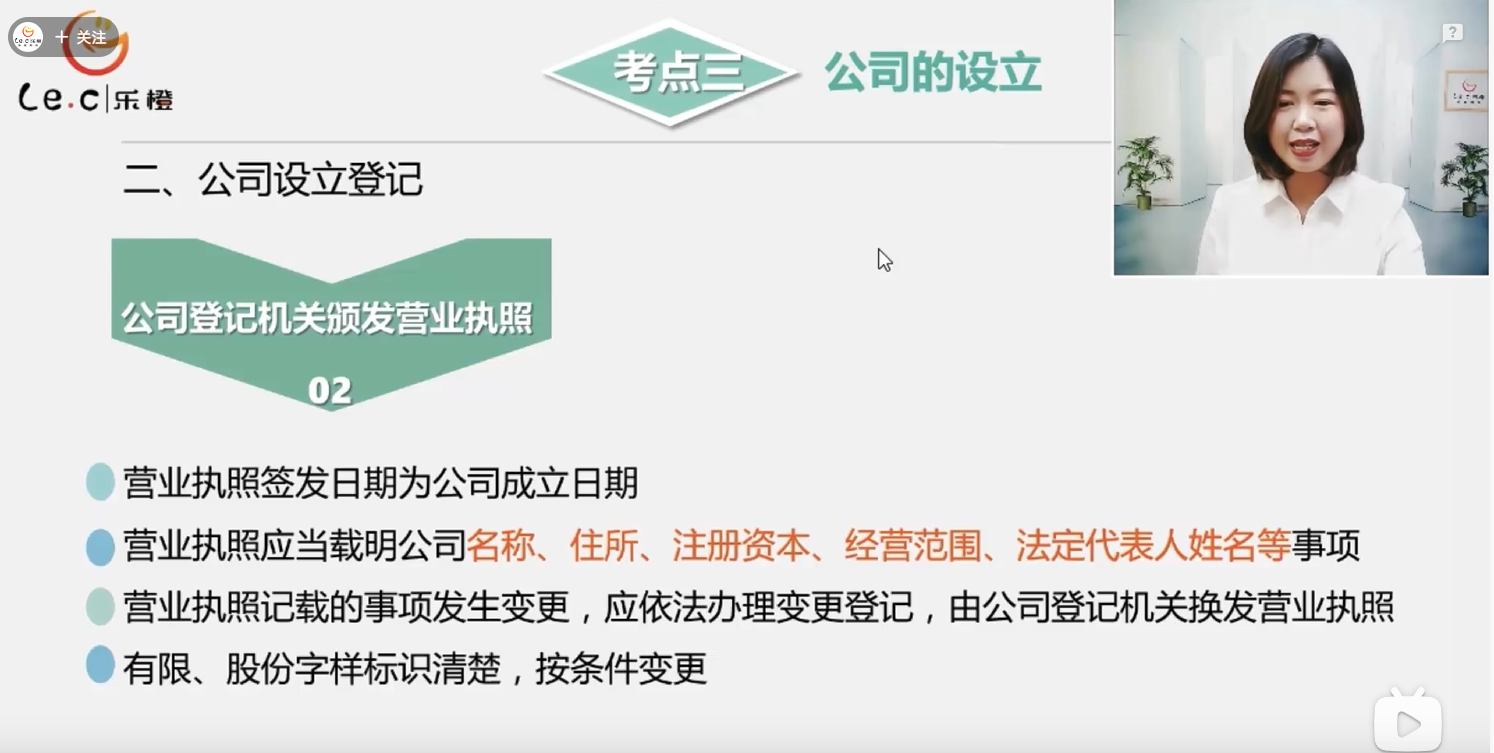 + 关注
Le.c|乐橙
考点三
公司的设立
二、公司设立登记
公司登记机关颁发营业执照
02
营业执照签发日期为公司成立日期
营业执照应当载明公司名称、住所、注册资本、经营范围、法定代表人姓名等事项
营业执照记载的事项发生变更，应依法办理变更登记，由公司登记机关换发营业执照
有限、股份字样标识清楚，按条件变更
?